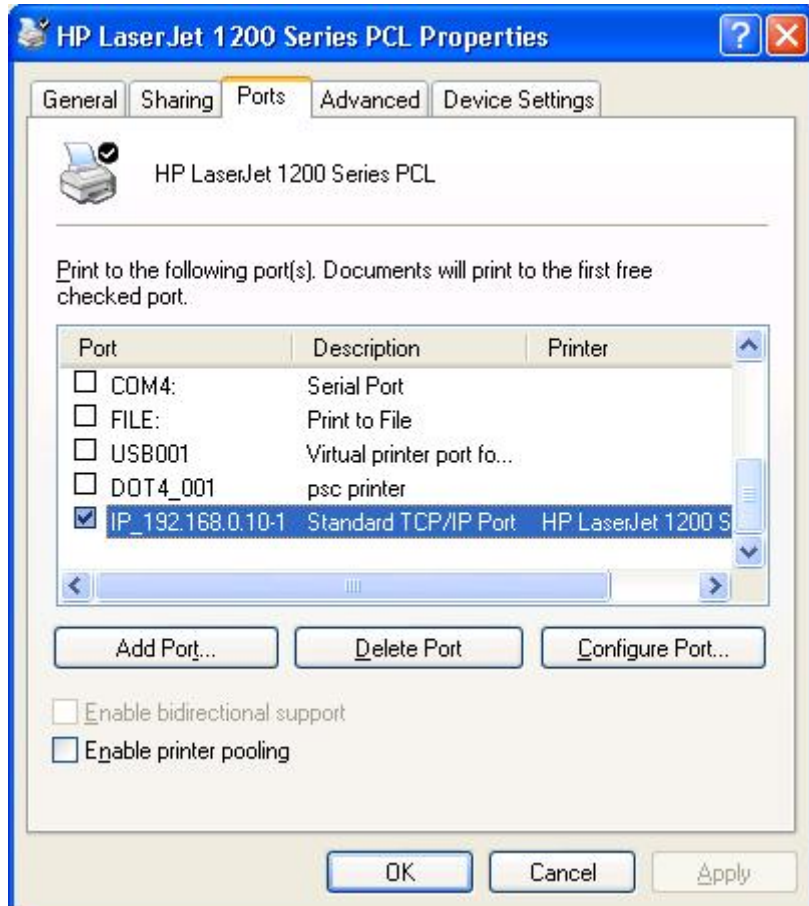 HP LaserJet 1200 Series PCL Properties
General Sharing Ports Advanced Device Settings
HP LaserJet 1200 Series PCL
Print to the following port(s). Documents will print to the first free
checked port.
Port Description Printer
COM4: Serial Port
FILE: Print to File
USB001 Virtual printer port fo...
DOT4_001 psc printer
IP_192.168.0.10-1 Standard TCP/IP Port HP LaserJet 1200 S
Add Port... Delete Port Configure Port...
Enable bidirectional support
Enable printer pooling
OK Cancel Apply